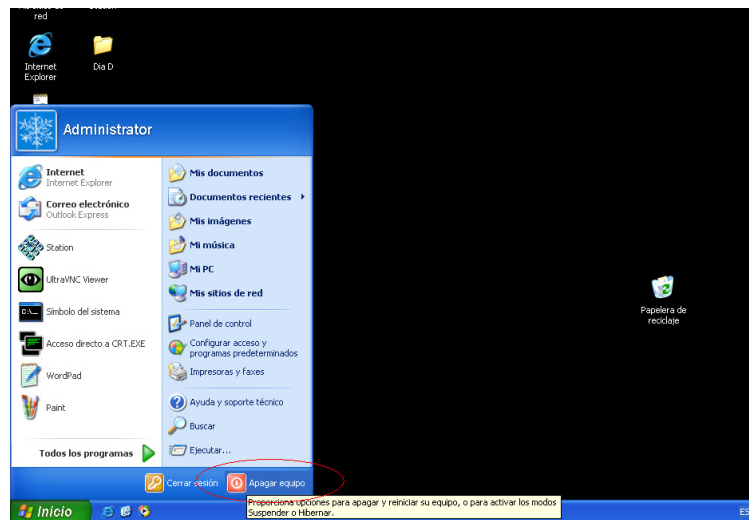 red
Internet
Explorer
Dia D
Administrator
Internet
Internet Explorer
Correo electrónico
Outlook Express
Station
UltraVNC Viewer
Símbolo del sistema
Acceso directo a CRT.EXE
WordPad
Paint
Todos los programas
Mis documentos
Documentos recientes
Mis imágenes
Mi música
Mi PC
Mis sitios de red
Panel de control
Configurar acceso y
programas predeterminados
Impresoras y faxes
Ayuda y soporte técnico
Buscar
Ejecutar...
Cerrar sesión
Apagar equipo
Papelera de
reciclaje
Proporciona opciones para apagar y reiniciar su equipo, o para activar los modos
Suspender o Hibernar.
Inicio
ES